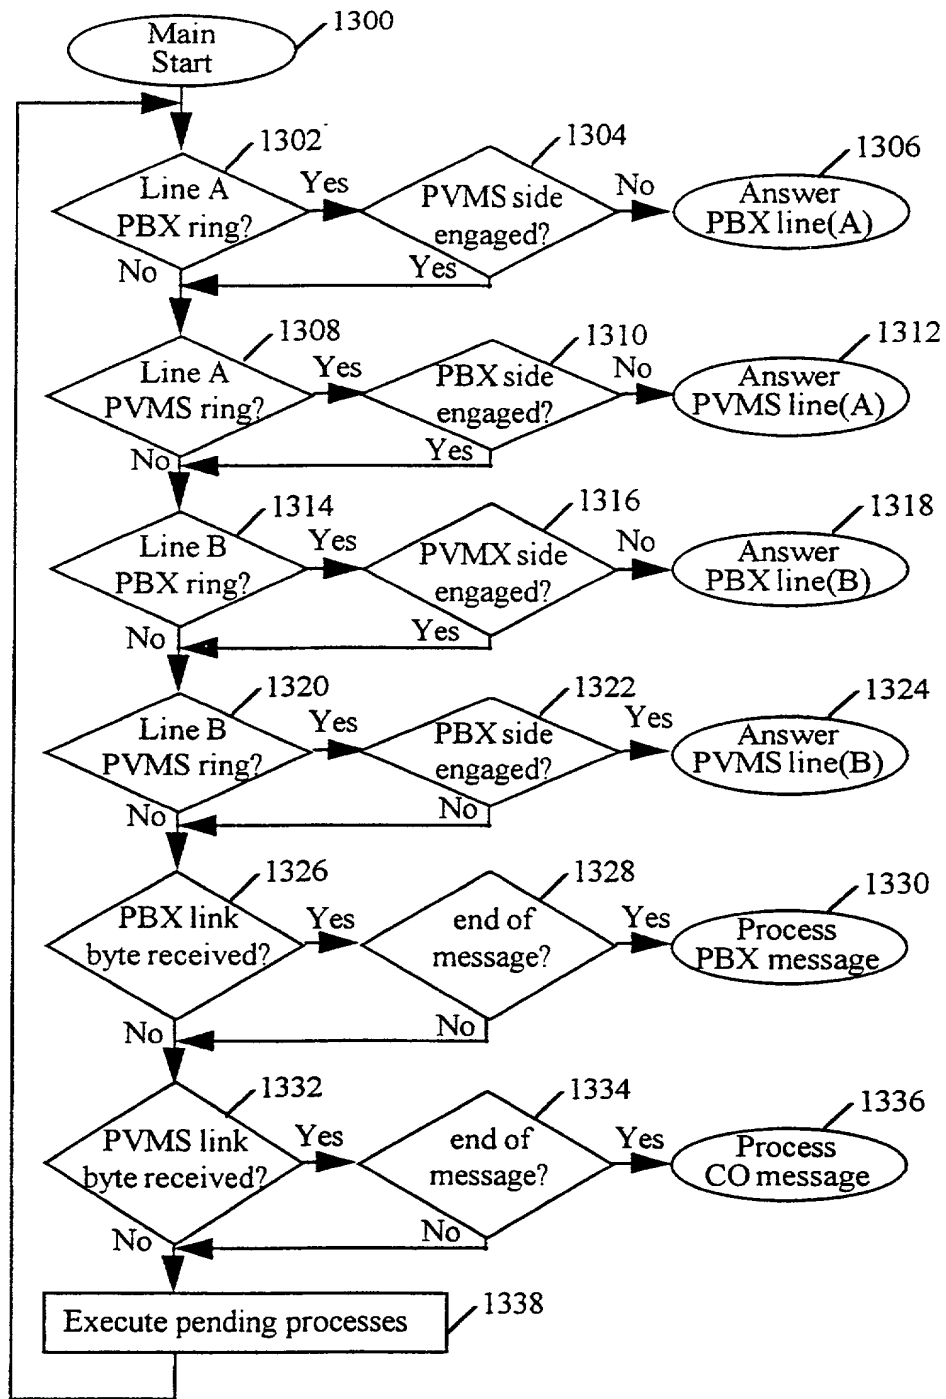 Main
Start
1300
1302
Line A
PBX ring?
Yes
No
1304
PVMS side
engaged?
No
Yes
1306
Answer
PBX line(A)
1308
Line A
PVMS ring?
Yes
No
1310
PBX side
engaged?
No
Yes
1312
Answer
PVMS line(A)
1314
Line B
PBX ring?
Yes
No
1316
PVMX side
engaged?
No
Yes
1318
Answer
PBX line(B)
1320
Line B
PVMS ring?
Yes
No
1322
PBX side
engaged?
Yes
No
1324
Answer
PVMS line(B)
1326
PBX link
byte received?
Yes
No
1328
end of
message?
Yes
No
1330
Process
PBX message
1332
PVMS link
byte received?
Yes
No
1334
end of
message?
Yes
No
1336
Process
CO message
Execute pending processes
1338